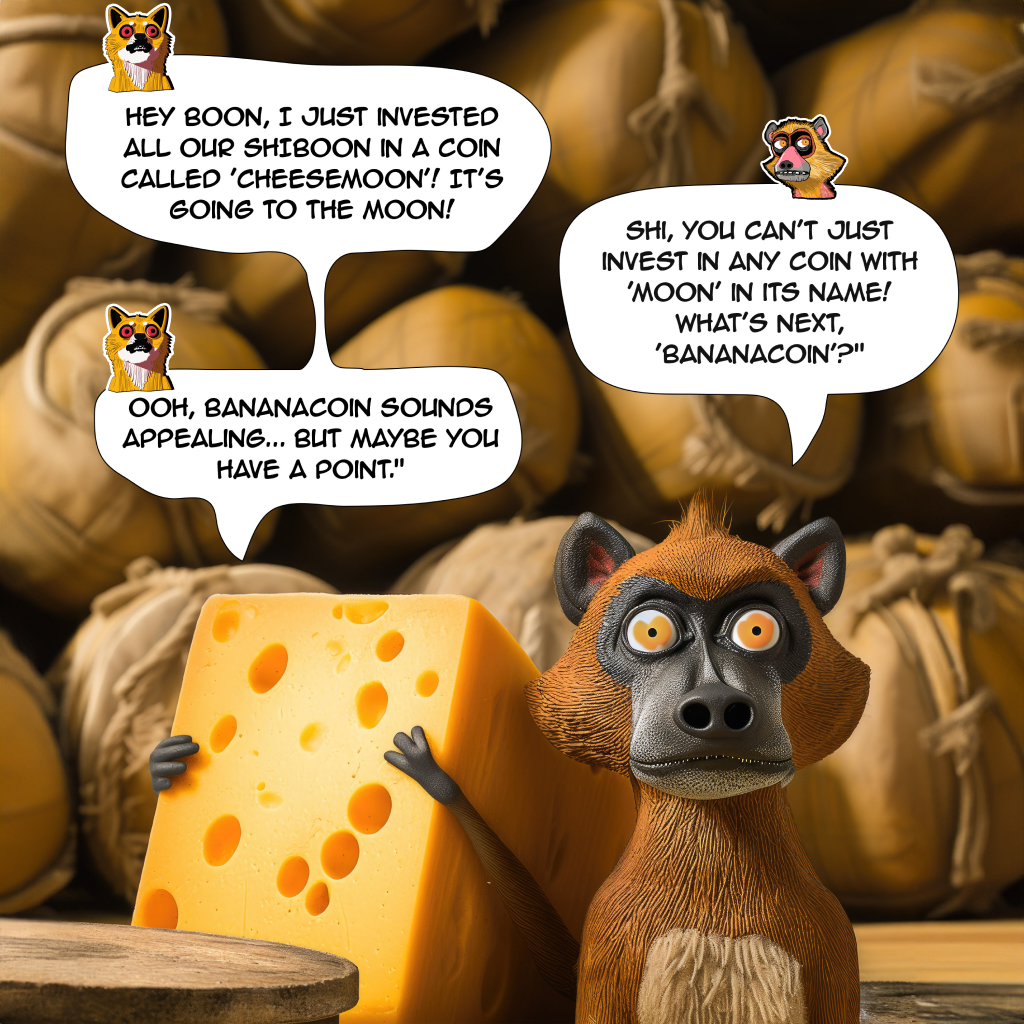 HEY BOON, I JUST INVESTED
ALL OUR SHIBOON IN A COIN
CALLED 'CHEESEMOON'! IT'S
GOING TO THE MOON!
SHI, YOU CAN'T JUST
INVEST IN ANY COIN WITH
'MOON' IN ITS NAME!
WHAT'S NEXT,
'BANANACOIN'?"
OOH, BANANACOIN SOUNDS
APPEALING... BUT MAYBE YOU
HAVE A POINT."